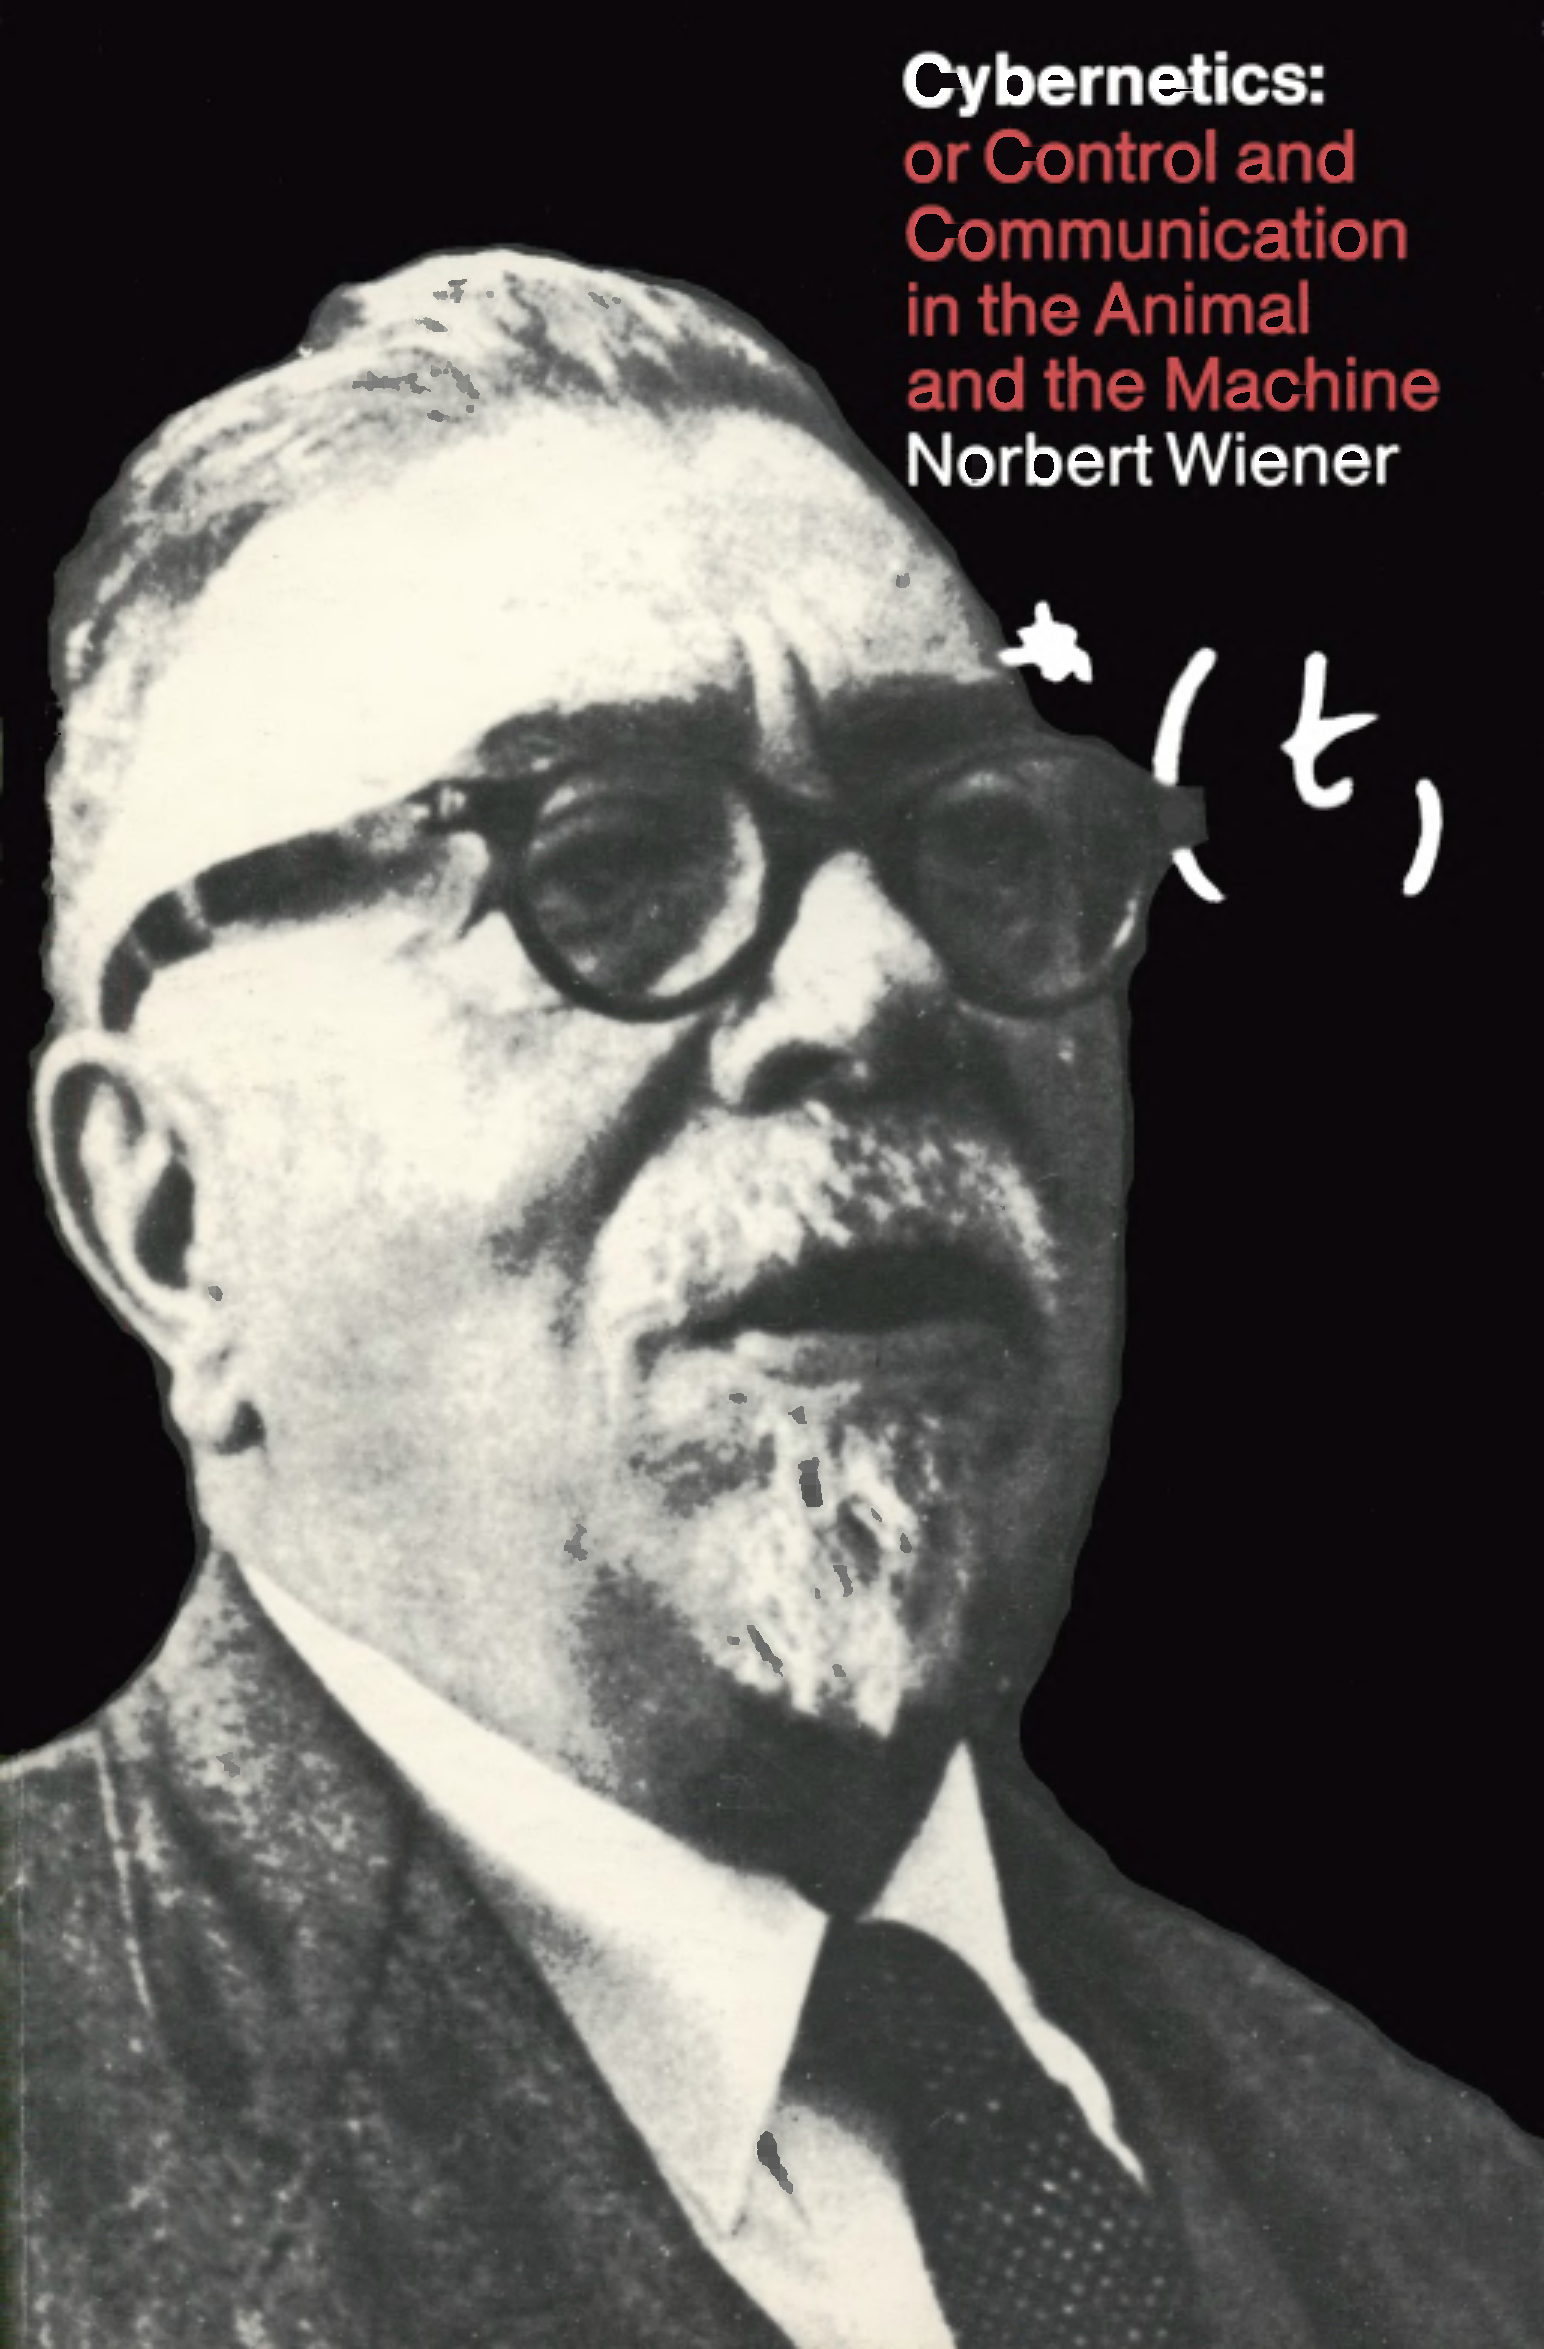 Cybernetics:
or Control and
Communication
in the Animal
and the Machine
Norbert Wiener
* (t,